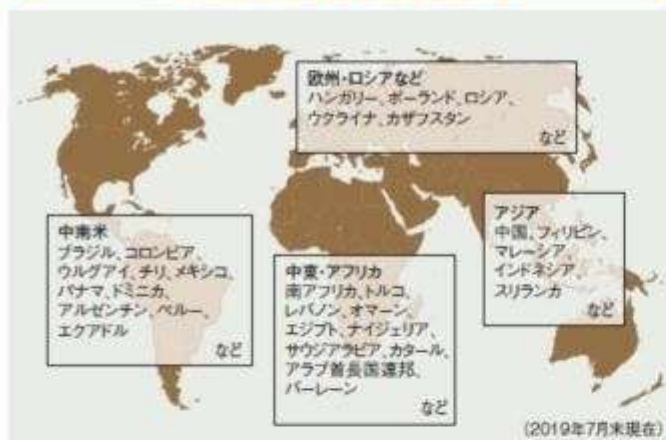 欧州・ロシアなど
ハンガリー、ポーランド、ロシア、
ウクライナ、カザフスタン
など
中南米
ブラジル、コロンビア、
ウルグアイ、チリ、メキシコ、
パナマ、ドミニカ、
アルゼンチン、ペルー、
エクアドル
など
中東・アフリカ
南アフリカ、トルコ、
レバノン、オマーン、
エジプト、ナイジェリア、
サウジアラビア、カタール、
アラブ首長国連邦、
バーレーン
など
アジア
中国、フィリピン、
マレーシア
インドネシア、
スリランカ
など
(2019年7月末現在)